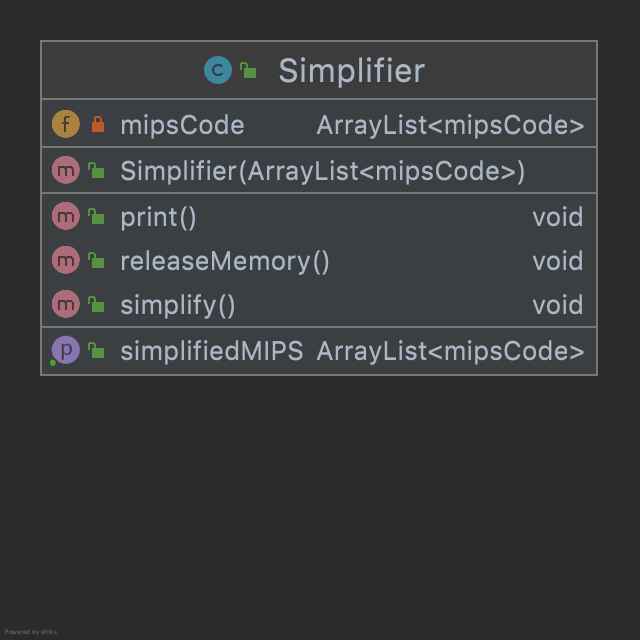 C Simplifier
f mipsCode ArrayList<mipsCode>
m Simplifier(ArrayList<mipsCode>)
m print() void
m releaseMemory() void
m simplify() void
p simplifiedMIPS ArrayList<mipsCode>
Powered by yFiles